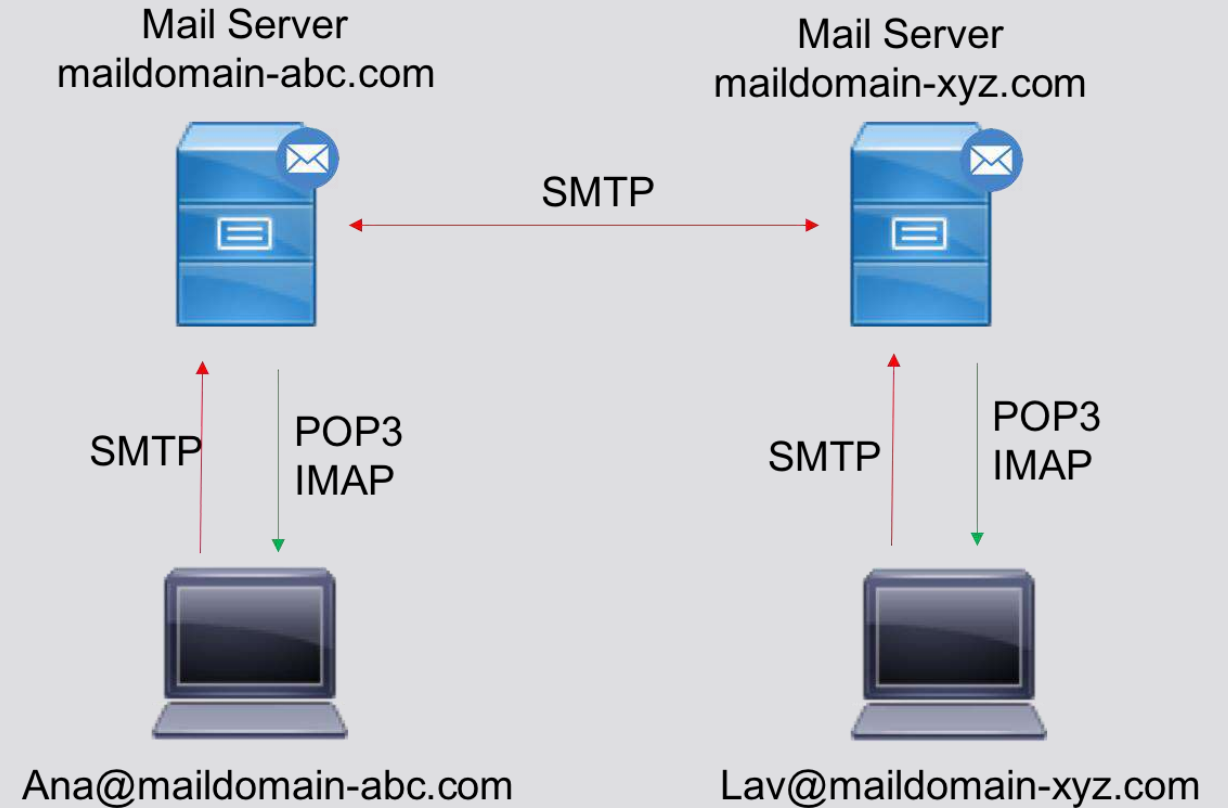 Mail Server
maildomain-abc.com
Mail Server
maildomain-xyz.com
SMTP
SMTP
POP3
IMAP
SMTP
POP3
IMAP
Ana@maildomain-abc.com
Lav@maildomain-xyz.com